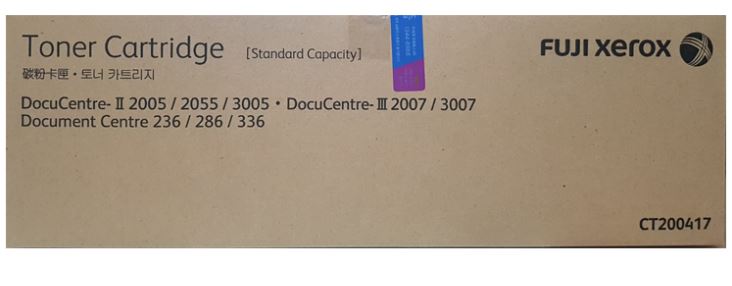 Toner Cartridge [Standard Capacity]
FUJI xerox
碳粉卡匣・토너 카트리지
DocuCentre-Ⅱ 2005 / 2055 / 3005・DocuCentre-Ⅲ 2007 / 3007
Document Centre 236 / 286 / 336
CT200417